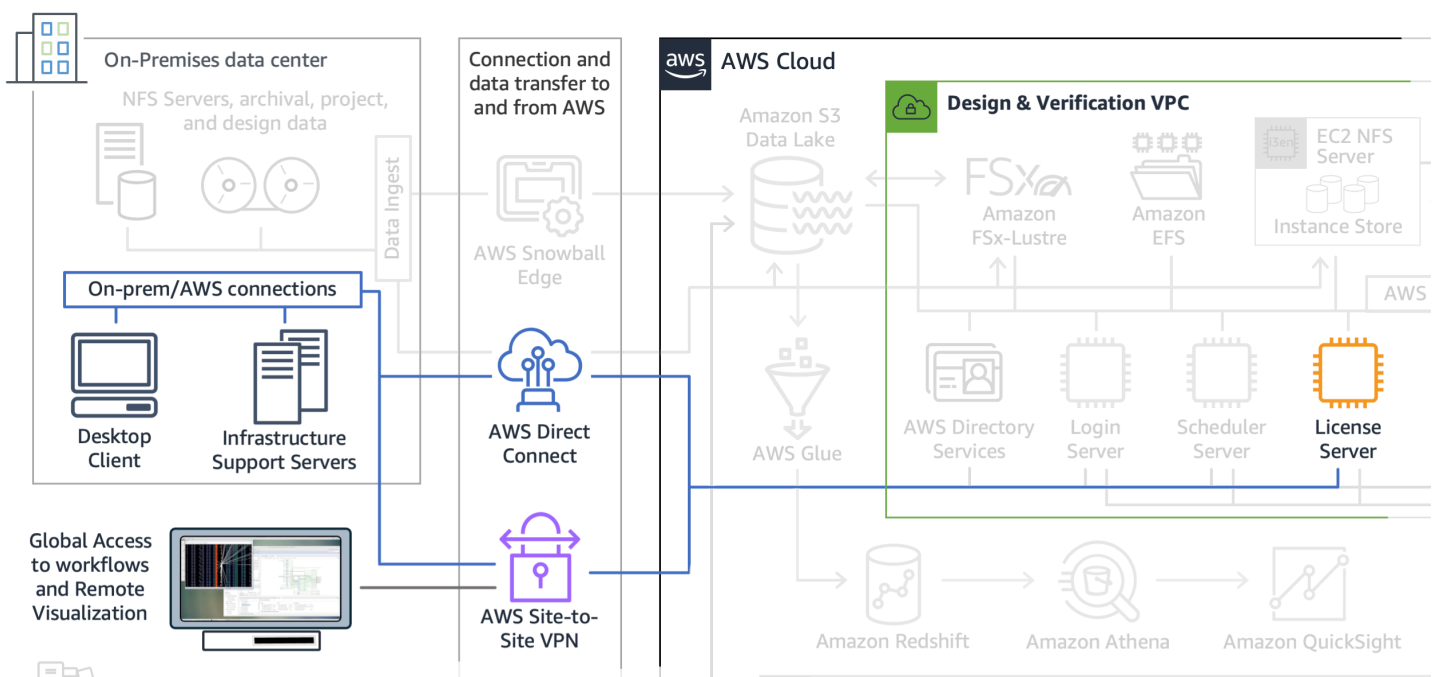 On-Premises data center
NFS Servers, archival, project,
and design data
Data Ingest
On-prem/AWS connections
Desktop
Client
Infrastructure
Support Servers
Global Access
to workflows
and Remote
Visualization
Connection and
data transfer to
and from AWS
AWS Snowball
Edge
AWS Direct
Connect
AWS Site-to-
Site VPN
aws
AWS Cloud
Amazon S3
Data Lake
AWS Glue
Design & Verification VPC
FSx
Amazon
FSx-Lustre
Amazon
EFS
i3en
EC2 NFS
Server
Instance Store
AWS
AWS Directory
Services
Login
Server
Scheduler
Server
License
Server
Amazon Redshift
Amazon Athena
Amazon QuickSight